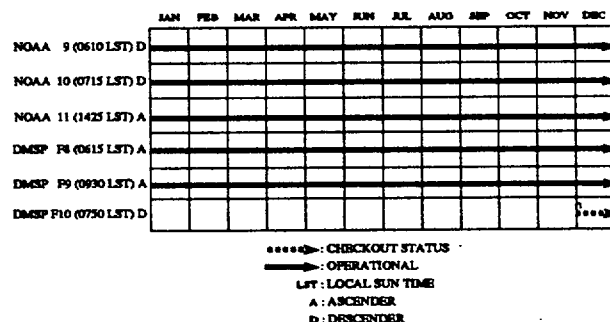 JAN FEB MAR APR MAY JUN JUL AUG SEP OCT NOV DEC
NOAA 9 (0610 LST) D
NOAA 10 (0715 LST) D
NOAA 11 (1425 LST) A
DMSP F8 (0615 LST) A
DMSP F9 (0930 LST) A
DMSP F10 (0750 LST) D
: CHECKOUT STATUS
: OPERATIONAL
LST : LOCAL SUN TIME
A : ASCENDER
D : DESCENDER